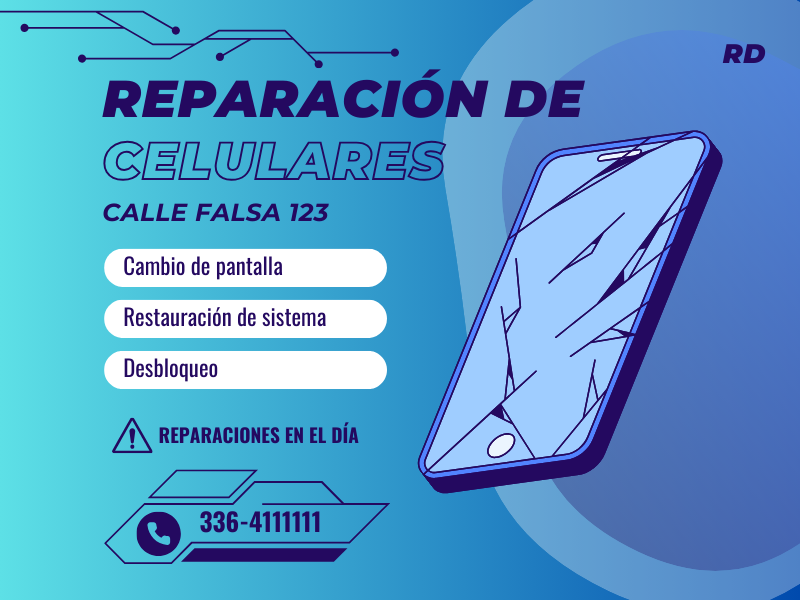 RD
REPARACIÓN DE
CELULARES
CALLE FALSA 123
Cambio de pantalla
Restauración de sistema
Desbloqueo
REPARACIONES EN EL DÍA
336-4111111